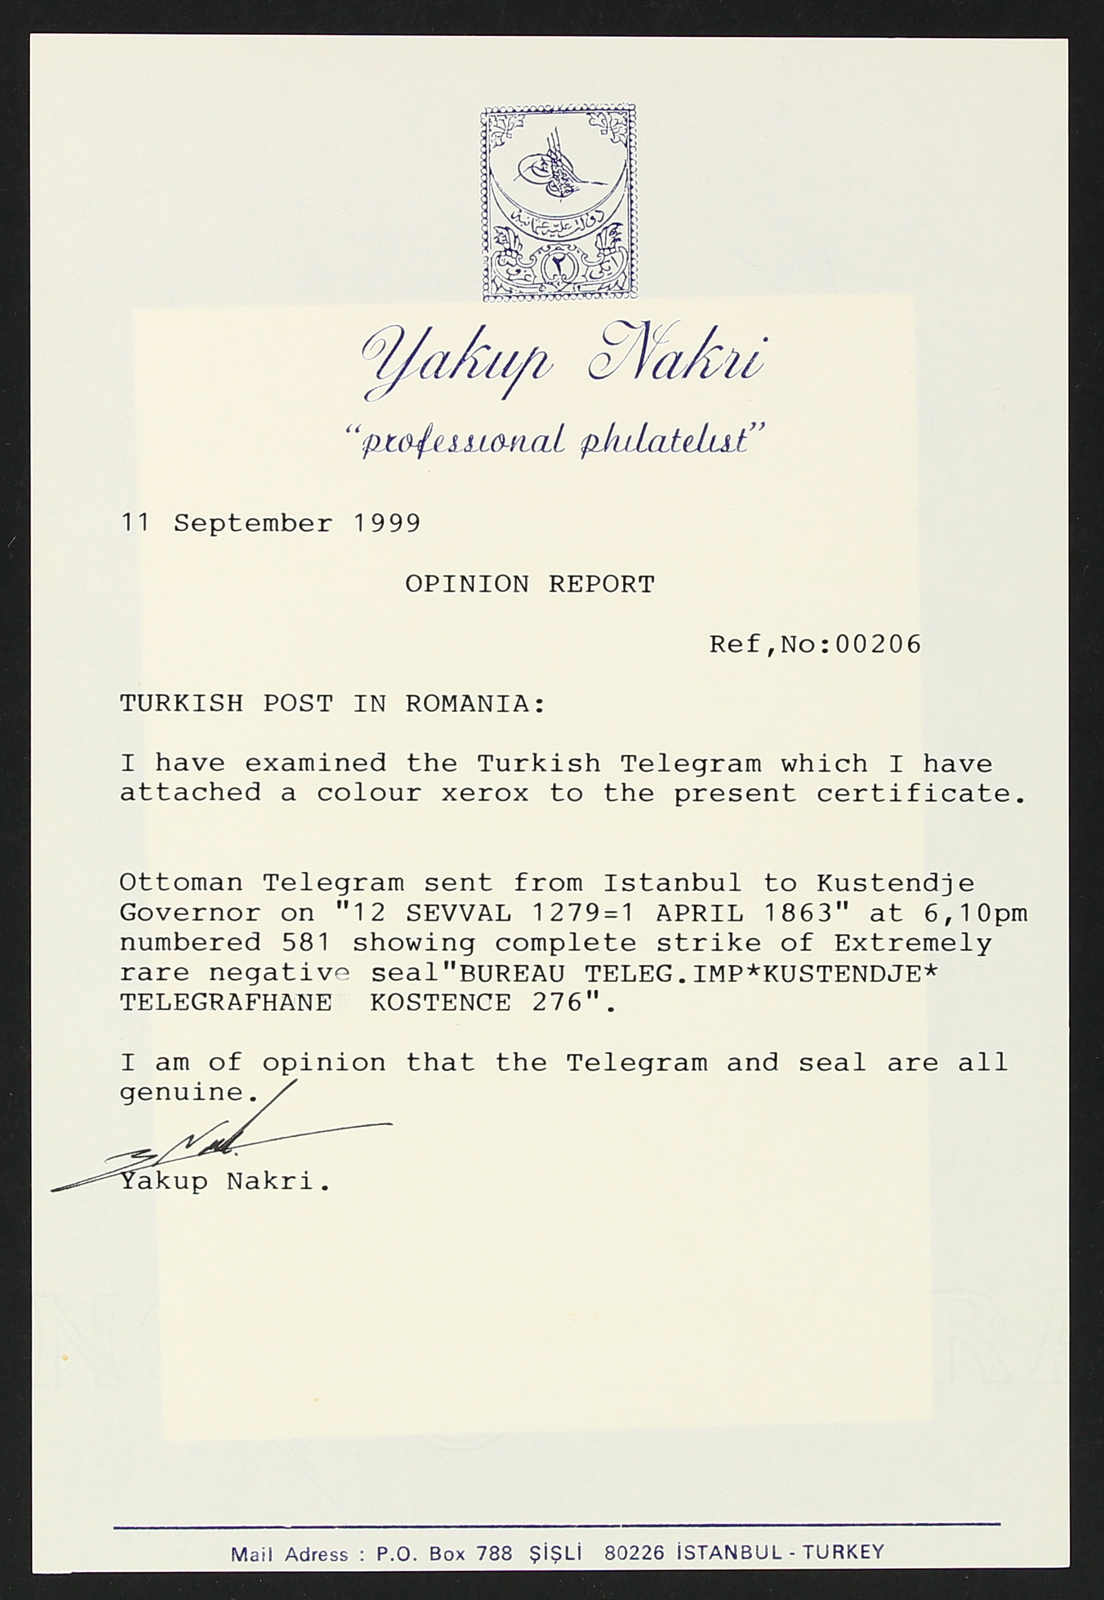 دولت عليه عثمانيه
٢
Yakup Nakri
“professional philatelist”
11 September 1999
OPINION REPORT
Ref,No:00206
TURKISH POST IN ROMANIA:
I have examined the Turkish Telegram which I have
attached a colour xerox to the present certificate.
Ottoman Telegram sent from Istanbul to Kustendje
Governor on "12 SEVVAL 1279=1 APRIL 1863" at 6,10pm
numbered 581 showing complete strike of Extremely
rare negative seal"BUREAU TELEG.IMP*KUSTENDJE*
TELEGRAFHANE KOSTENCE 276".
I am of opinion that the Telegram and seal are all
genuine.
Yakup Nakri.
Mail Adress : P.O. Box 788 ŞİŞLİ 80226 İSTANBUL - TURKEY